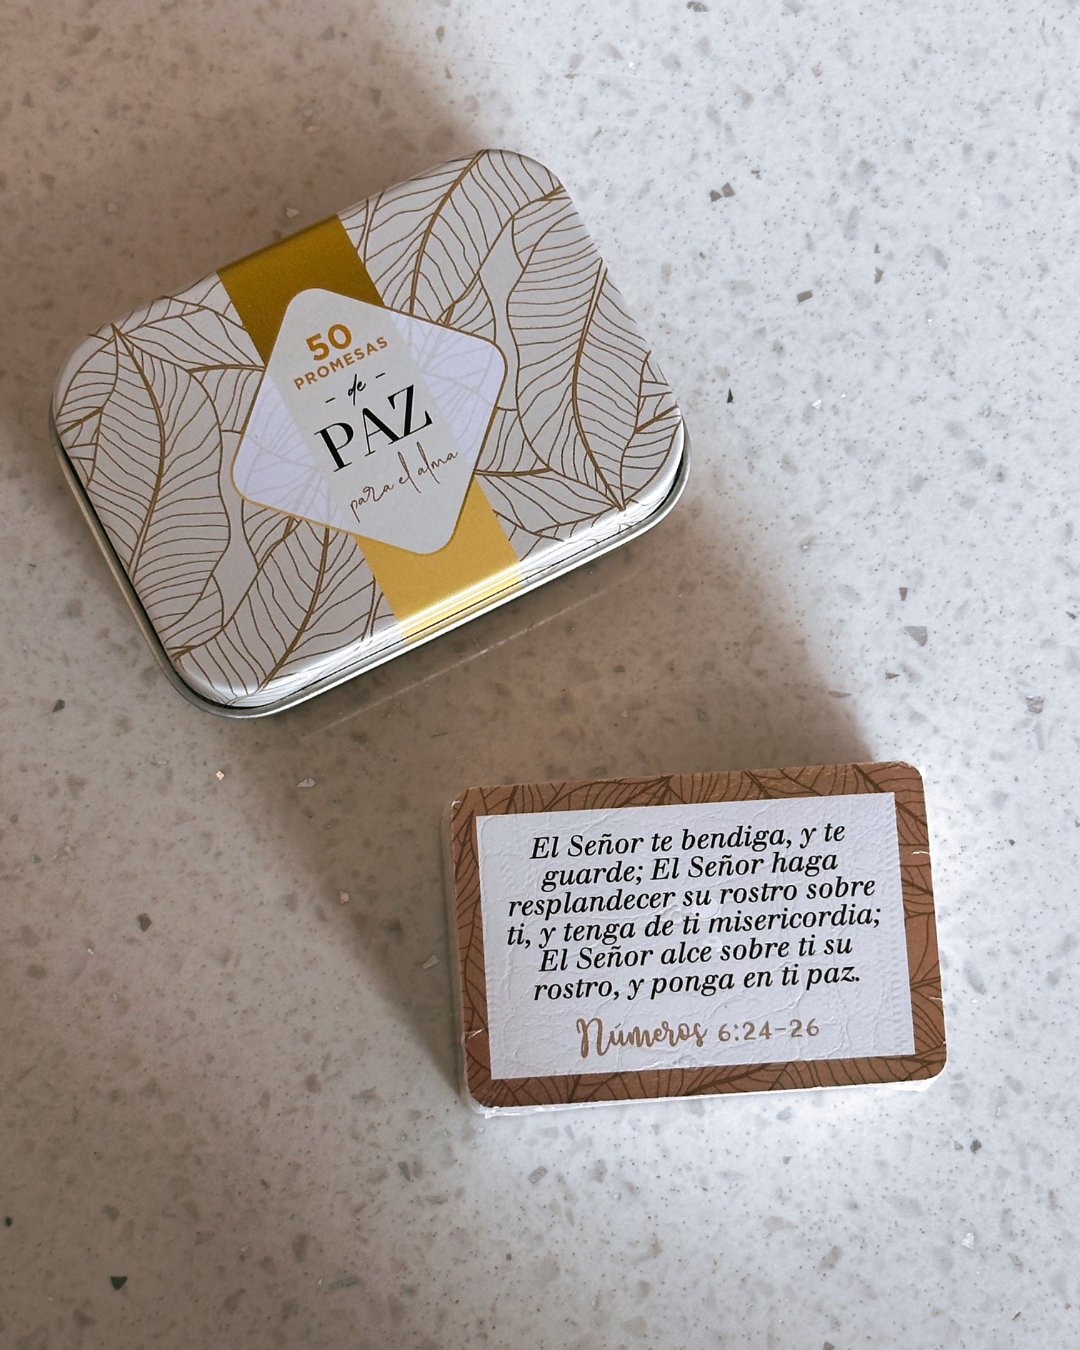 50
PROMESAS
- de -
PAZ
para el alma
El Señor te bendiga, y te
guarde; El Señor haga
resplandecer su rostro sobre
ti, y tenga de ti misericordia;
El Señor alce sobre ti su
rostro, y ponga en ti paz.
Números 6:24-26